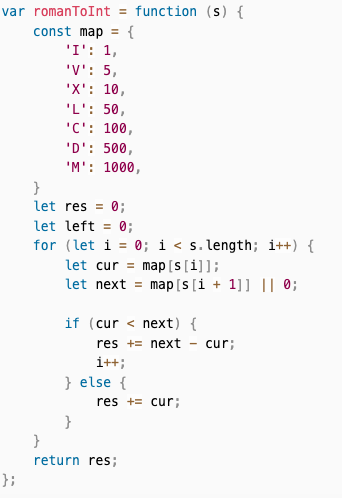 var romanToInt = function (s) {
    const map = {
        'I': 1,
        'V': 5,
        'X': 10,
        'L': 50,
        'C': 100,
        'D': 500,
        'M': 1000,
    }
    let res = 0;
    let left = 0;
    for (let i = 0; i < s.length; i++) {
        let cur = map[s[i]];
        let next = map[s[i + 1]] || 0;

        if (cur < next) {
            res += next - cur;
            i++;
        } else {
            res += cur;
        }
    }
    return res;
};